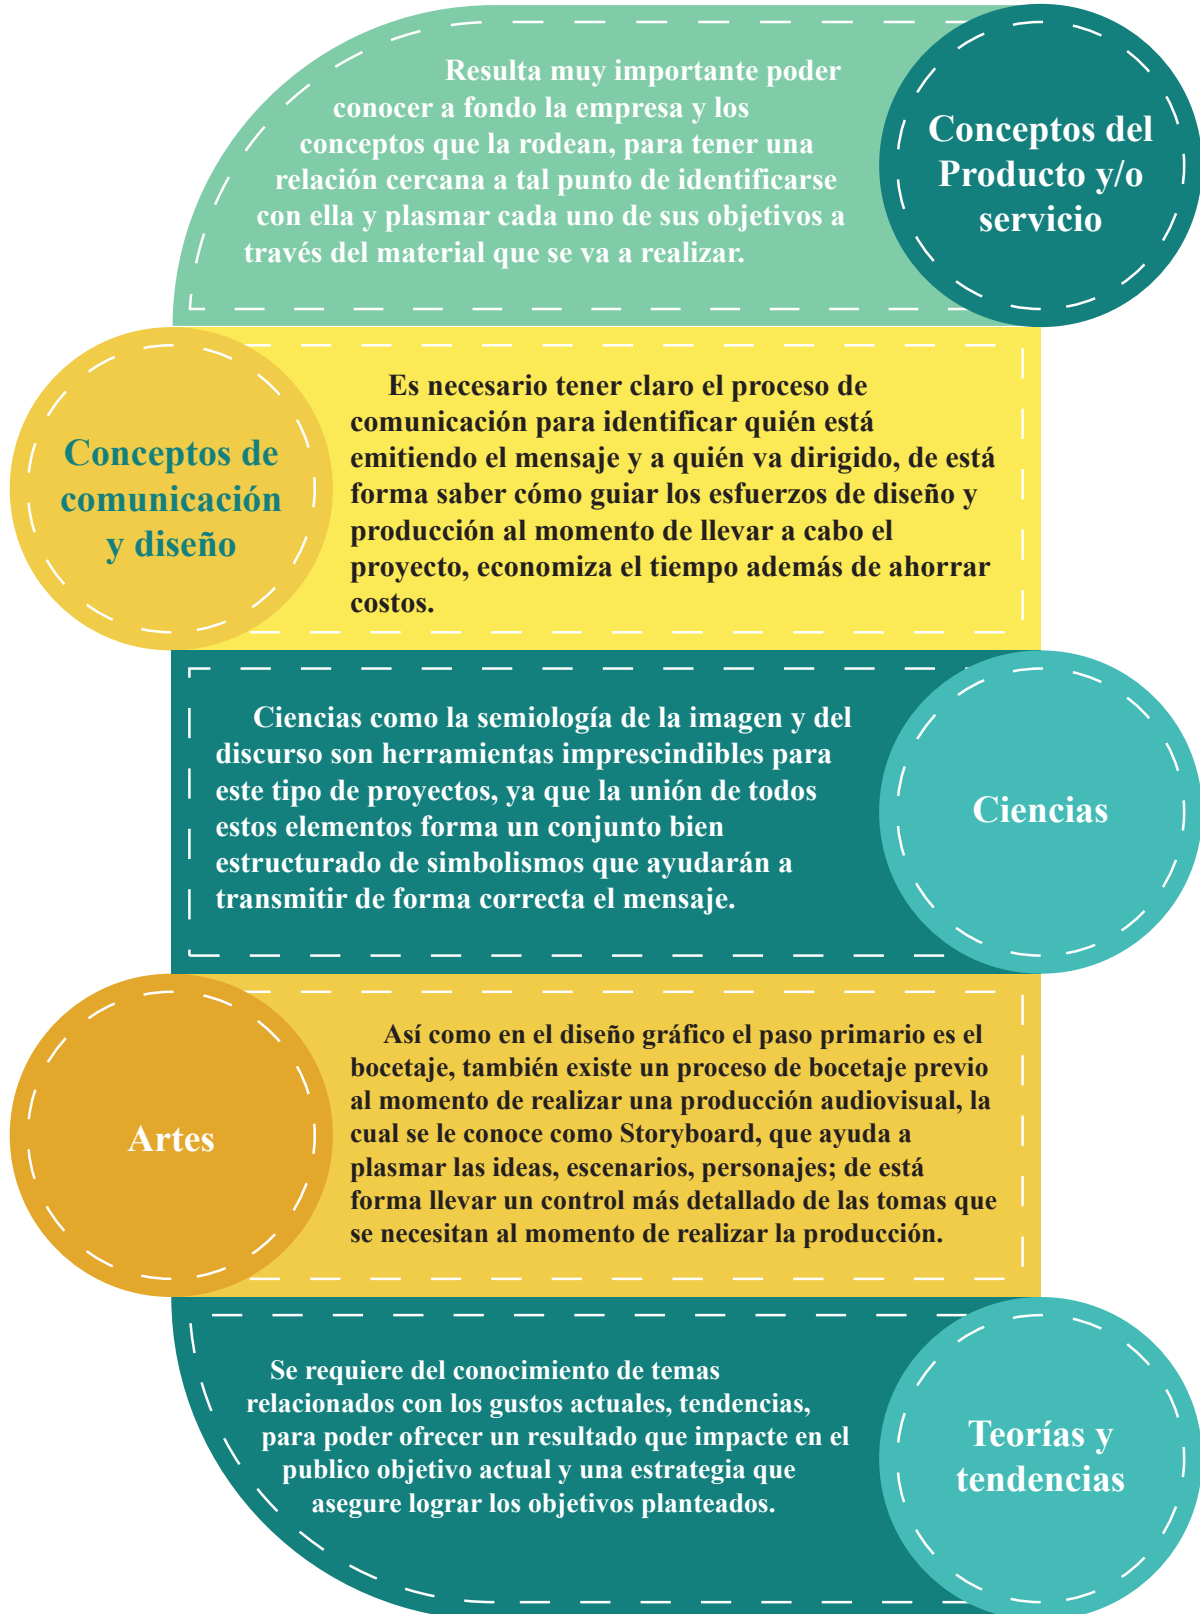 Resulta muy importante poder
conocer a fondo la empresa y los
conceptos que la rodean, para tener una
relación cercana a tal punto de identificarse
con ella y plasmar cada uno de sus objetivos a
través del material que se va a realizar.
Conceptos del
Producto y/o
servicio
Conceptos de
comunicación
y diseño
Es necesario tener claro el proceso de
comunicación para identificar quién está
emitiendo el mensaje y a quién va dirigido, de está
forma saber cómo guiar los esfuerzos de diseño y
producción al momento de llevar a cabo el
proyecto, economiza el tiempo además de ahorrar
costos.
Ciencias como la semiología de la imagen y del
discurso son herramientas imprescindibles para
este tipo de proyectos, ya que la unión de todos
estos elementos forma un conjunto bien
estructurado de simbolismos que ayudarán a
transmitir de forma correcta el mensaje.
Ciencias
Artes
Así como en el diseño gráfico el paso primario es el
bocetaje, también existe un proceso de bocetaje previo
al momento de realizar una producción audiovisual, la
cual se le conoce como Storyboard, que ayuda a
plasmar las ideas, escenarios, personajes; de está
forma llevar un control más detallado de las tomas que
se necesitan al momento de realizar la producción.
Se requiere del conocimiento de temas
relacionados con los gustos actuales, tendencias,
para poder ofrecer un resultado que impacte en el
publico objetivo actual y una estrategia que
asegure lograr los objetivos planteados.
Teorías y
tendencias